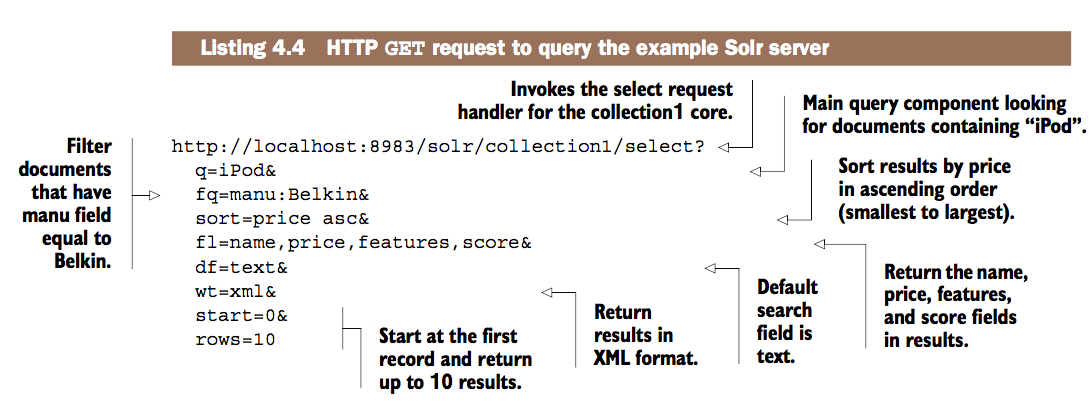 Listing 4.4 HTTP GET request to query the example Solr server
Invokes the select request
handler for the collection1 core.
Main query component looking
for documents containing “iPod”.
Filter
documents
that have
manu field
equal to
Belkin.
http://localhost:8983/solr/collection1/select?
q=iPod&
fq=manu:Belkin&
sort=price asc&
fl=name,price,features,score&
df=text&
wt=xml&
start=0&
rows=10
Sort results by price
in ascending order
(smallest to largest).
Return the name,
price, features,
and score fields
in results.
Default
search
field is
text.
Return
results in
XML format.
Start at the first
record and return
up to 10 results.